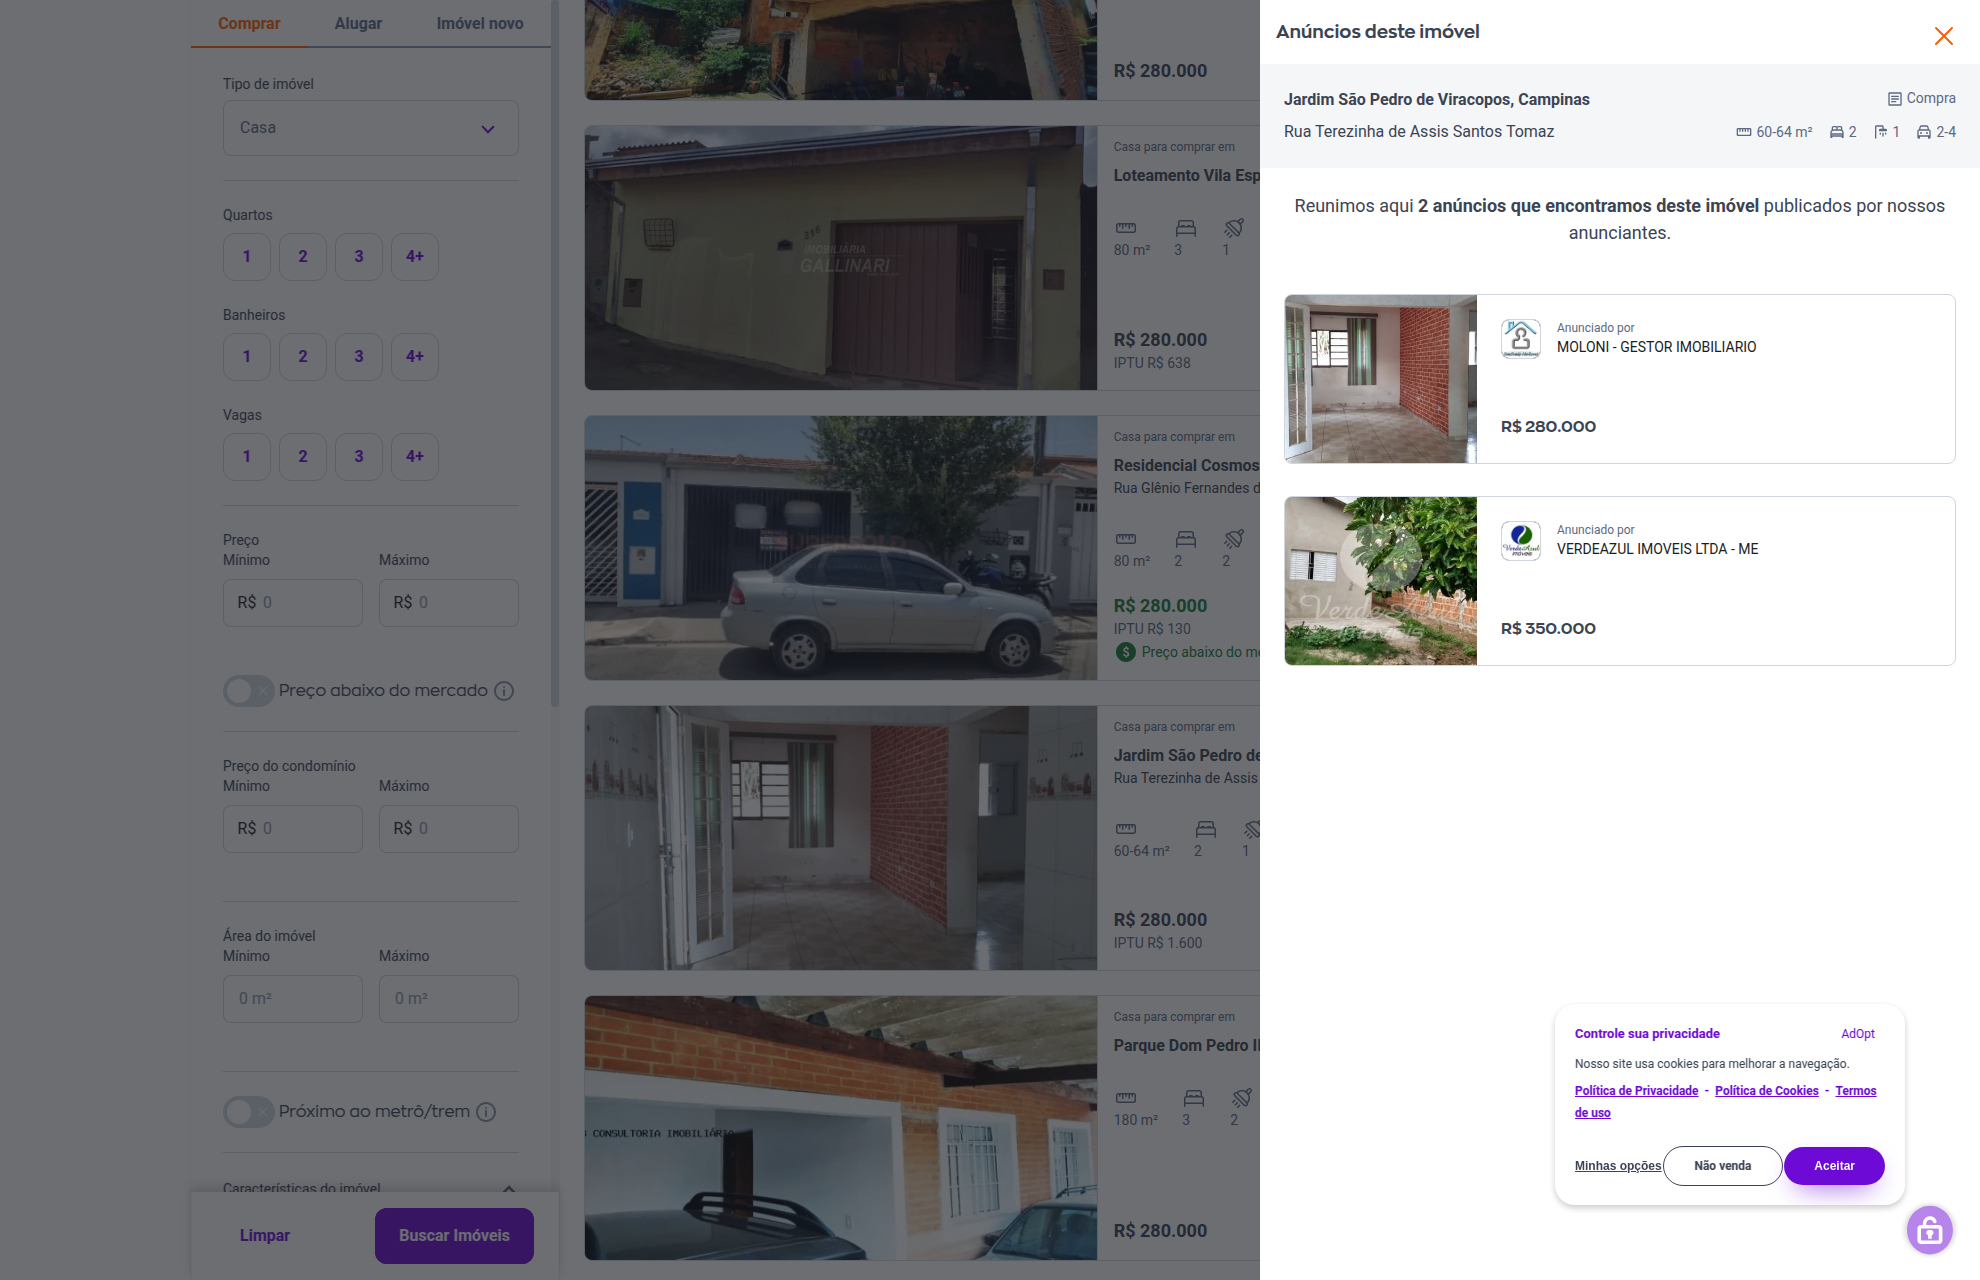 Comprar Alugar Imóvel novo
Tipo de imóvel
Casa
Quartos
1 2 3 4+
Banheiros
1 2 3 4+
Vagas
1 2 3 4+
Preço
Mínimo Máximo
R$ 0 R$ 0
Preço abaixo do mercado
Preço do condomínio
Mínimo Máximo
R$ 0 R$ 0
Área do imóvel
Mínimo Máximo
0 m² 0 m²
Próximo ao metrô/trem
Características do imóvel
Limpar Buscar Imóveis
R$ 280.000
IMOBILIÁRIA
GALLINARI
Casa para comprar em
Loteamento Vila Esp
80 m² 3 1
R$ 280.000
IPTU R$ 638
Casa para comprar em
Residencial Cosmos
Rua Glênio Fernandes d
80 m² 2 2
R$ 280.000
IPTU R$ 130
Preço abaixo do me
Casa para comprar em
Jardim São Pedro de
Rua Terezinha de Assis
60-64 m² 2 1
R$ 280.000
IPTU R$ 1.600
CONSULTORIA IMOBILIÁRIA
Casa para comprar em
Parque Dom Pedro II
180 m² 3 2
R$ 280.000
Anúncios deste imóvel
Jardim São Pedro de Viracopos, Campinas Compra
Rua Terezinha de Assis Santos Tomaz 60-64 m² 2 1 2-4
Reunimos aqui 2 anúncios que encontramos deste imóvel publicados por nossos
anunciantes.
Anunciado por
MOLONI - GESTOR IMOBILIARIO
R$ 280.000
VerdeAzul
imóveis
Anunciado por
VERDEAZUL IMOVEIS LTDA - ME
R$ 350.000
Controle sua privacidade AdOpt
Nosso site usa cookies para melhorar a navegação.
Política de Privacidade - Política de Cookies - Termos
de uso
Minhas opções Não venda Aceitar